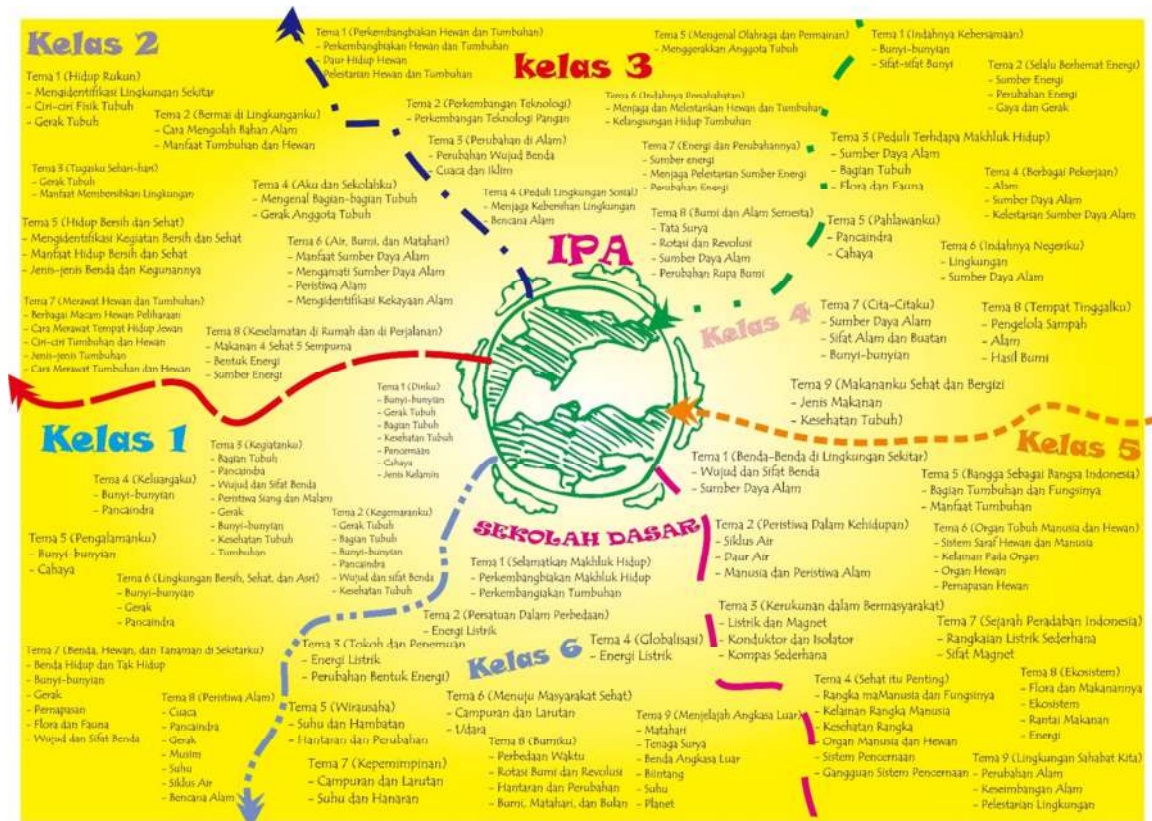 Kelas 2
Tema 1 (Hidup Rukun)
- Mengidentifikasi Lingkungan Sekitar
- Ciri-ciri Fisik Tubuh
- Gerak Tubuh
Tema 2 (Bermai di Lingkunganku)
- Cara Mengolah Bahan Alam
- Manfaat Tumbuhan dan Hewan
Tema 3 (Tugasku Sehari-hari)
- Gerak Tubuh
- Manfaat Membersihkan Lingkungan
Tema 4 (Aku dan Sekolahku)
- Mengenal Bagian-bagian Tubuh
- Gerak Anggota Tubuh
Tema 5 (Hidup Bersih dan Sehat)
- Mengidentifikasi Kegiatan Bersih dan Sehat
- Manfaat Hidup Bersih dan Sehat
- Jenis-jenis Benda dan Kegunannya
Tema 6 (Air, Bumi, dan Matahari)
- Manfaat Sumber Daya Alam
- Mengamati Sumber Daya Alam
- Peristiwa Alam
- Mengidentifikasi Kekayaan Alam
Tema 7 (Merawat Hewan dan Tumbuhan)
- Berbagai Macam Hewan Peliharaan
- Cara Merawat Tempat Hidup Jewan
- Ciri-ciri Tumbuhan dan Hewan
- Jenis-jenis Tumbuhan
- Cara Merawat Tumbuhan dan Hewan
Tema 8 (Keselamatan di Rumah dan di Perjalanan)
- Makanan 4 Sehat 5 Sempurna
- Bentuk Energi
- Sumber Energi
kelas 3
Tema 1 (Perkembangbiakan Hewan dan Tumbuhan)
- Perkembangbiakan Hewan dan Tumbuhan
- Daur Hidup Hewan
- Pelestarian Hewan dan Tumbuhan
Tema 2 (Perkembangan Teknologi)
- Perkembangan Teknologi Pangan
Tema 3 (Perubahan di Alam)
- Perubahan Wujud Benda
- Cuaca dan Iklim
Tema 4 (Peduli Lingkungan Sosial)
- Menjaga Kebersihan Lingkungan
- Bencana Alam
Tema 5 (Mengenal Olahraga dan Permainan)
- Menggerakkan Anggota Tubuh
Tema 6 (Indahnya Persahabatan)
- Menjaga dan Melestarikan Hewan dan Tumbuhan
- Kelangsungan Hidup Tumbuhan
Tema 7 (Energi dan Perubahannya)
- Sumber energi
- Menjaga Pelestarian Sumber Energi
- Perubahan Energi
Tema 8 (Bumi dan Alam Semesta)
- Tata Surya
- Rotasi dan Revolusi
- Sumber Daya Alam
- Perubahan Rupa Bumi
IPA
SEKOLAH DASAR
Kelas 4
Tema 1 (Indahnya Kebersamaan)
- Bunyi-bunyian
- Sifat-sifat Bunyi
Tema 2 (Selalu Berhemat Energi)
- Sumber Energi
- Perubahan Energi
- Gaya dan Gerak
Tema 3 (Peduli Terhdapa Makhluk Hidup)
- Sumber Daya Alam
- Bagian Tubuh
- Flora dan Fauna
Tema 4 (Berbagai Pekerjaan)
- Alam
- Sumber Daya Alam
- Kelestarian Sumber Daya Alam
Tema 5 (Pahlawanku)
- Pancaindra
- Cahaya
Tema 6 (Indahnya Negeriku)
- Lingkungan
- Sumber Daya Alam
Tema 7 (Cita-Citaku)
- Sumber Daya Alam
- Sifat Alam dan Buatan
- Bunyi-bunyian
Tema 8 (Tempat Tinggalku)
- Pengelola Sampah
- Alam
- Hasil Bumi
Tema 9 (Makananku Sehat dan Bergizi
- Jenis Makanan
- Kesehatan Tubuh)
Kelas 1
Tema 1 (Diriku)
- Bunyi-bunyian
- Gerak Tubuh
- Bagian Tubuh
- Kesehatan Tubuh
- Pencernaan
- Cahaya
- Jenis Kelamin
Tema 2 (Kegemaranku)
- Gerak Tubuh
- Bagian Tubuh
- Bunyi-bunyian
- Pancaindra
- Wujud dan sifat Benda
- Kesehatan Tubuh
Tema 3 (Kegiatanku)
- Bagian Tubuh
- Pancaindra
- Wujud dan Sifat Benda
- Peristiwa Siang dan Malam
- Gerak
- Bunyi-bunyian
- Kesehatan Tubuh
- Tumbuhan
Tema 4 (Keluargaku)
- Bunyi-bunyian
- Pancaindra
Tema 5 (Pengalamanku)
- Bunyi-bunyian
- Cahaya
Tema 6 (Lingkungan Bersih, Sehat, dan Asri)
- Bunyi-bunyian
- Gerak
- Pancaindra
Tema 7 (Benda, Hewan, dan Tanaman di Sekitarku)
- Benda Hidup dan Tak Hidup
- Bunyi-bunyian
- Gerak
- Pernapasan
- Flora dan Fauna
- Wujud dan Sifat Benda
Tema 8 (Peristiwa Alam)
- Cuaca
- Pancaindra
- Gerak
- Musim
- Suhu
- Siklus Air
- Bencana Alam
Kelas 6
Tema 1 (Selamatkan Makhluk Hidup)
- Perkembangbiakan Makhluk Hidup
- Perkembangiakan Tumbuhan
Tema 2 (Persatuan Dalam Perbedaan)
- Energi Listrik
Tema 3 (Tokoh dan Penemuan
- Energi Listrik
- Perubahan Bentuk Energi)
Tema 4 (Globalisasi)
- Energi Listrik
Tema 5 (Wirausaha)
- Suhu dan Hambatan
- Hantaran dan Perubahan
Tema 6 (Menuju Masyarakat Sehat)
- Campuran dan Larutan
- Udara
Tema 7 (Kepemimpinan)
- Campuran dan Larutan
- Suhu dan Hanaran
Tema 8 (Bumiku)
- Perbedaan Waktu
- Rotasi Bumi dan Revolusi
- Hantaran dan Perubahan
- Bumi, Matahari, dan Bulan
Tema 9 (Menjelajah Angkasa Luar)
- Matahari
- Tenaga Surya
- Benda Angkasa Luar
- Biintang
- Suhu
- Planet
Kelas 5
Tema 1 (Benda-Benda di Lingkungan Sekitar)
- Wujud dan Sifat Benda
- Sumber Daya Alam
Tema 2 (Peristiwa Dalam Kehidupan)
- Siklus Air
- Daur Air
- Manusia dan Peristiwa Alam
Tema 3 (Kerukunan dalam Bermasyarakat)
- Listrik dan Magnet
- Konduktor dan Isolator
- Kompas Sederhana
Tema 4 (Sehat itu Penting)
- Rangka maManusia dan Fungsinya
- Kelainan Rangka Manusia
- Kesehatan Rangka
- Organ Manusia dan Hewan
- Sistem Pencernaan
- Gangguan Sistem Pencernaan
Tema 5 (Bangga Sebagai Bangsa Indonesia)
- Bagian Tumbuhan dan Fungsinya
- Manfaat Tumbuhan
Tema 6 (Organ Tubuh Manusia dan Hewan)
- Sistem Saraf Hewan dan Manusia
- Kelainan Pada Organ
- Organ Hewan
- Pernapasan Hewan
Tema 7 (Sejarah Peradaban Indonesia)
- Rangkaian Listrik Sederhana
- Sifat Magnet
Tema 8 (Ekosistem)
- Flora dan Makanannya
- Ekosistem
- Rantai Makanan
- Energi
Tema 9 (Lingkungan Sahabat Kita)
- Perubahan Alam
- Keseimbangan Alam
- Pelestarian Lingkungan